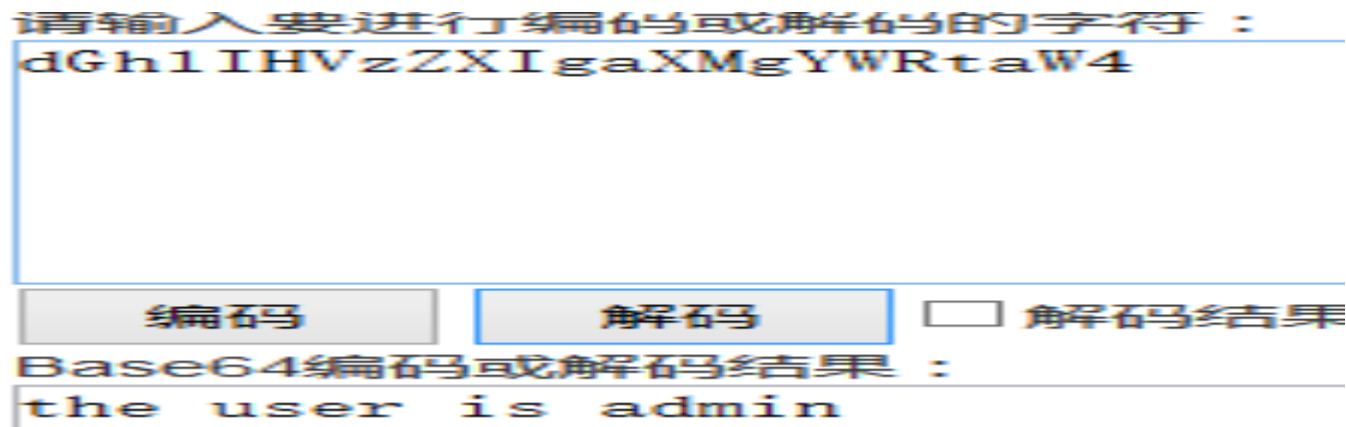 请输入要进行编码或解码的字符：
dGhlIHVzZXIgaXMgYWRtaW4
编码 解码 解码结果
Base64编码或解码结果：
the user is admin